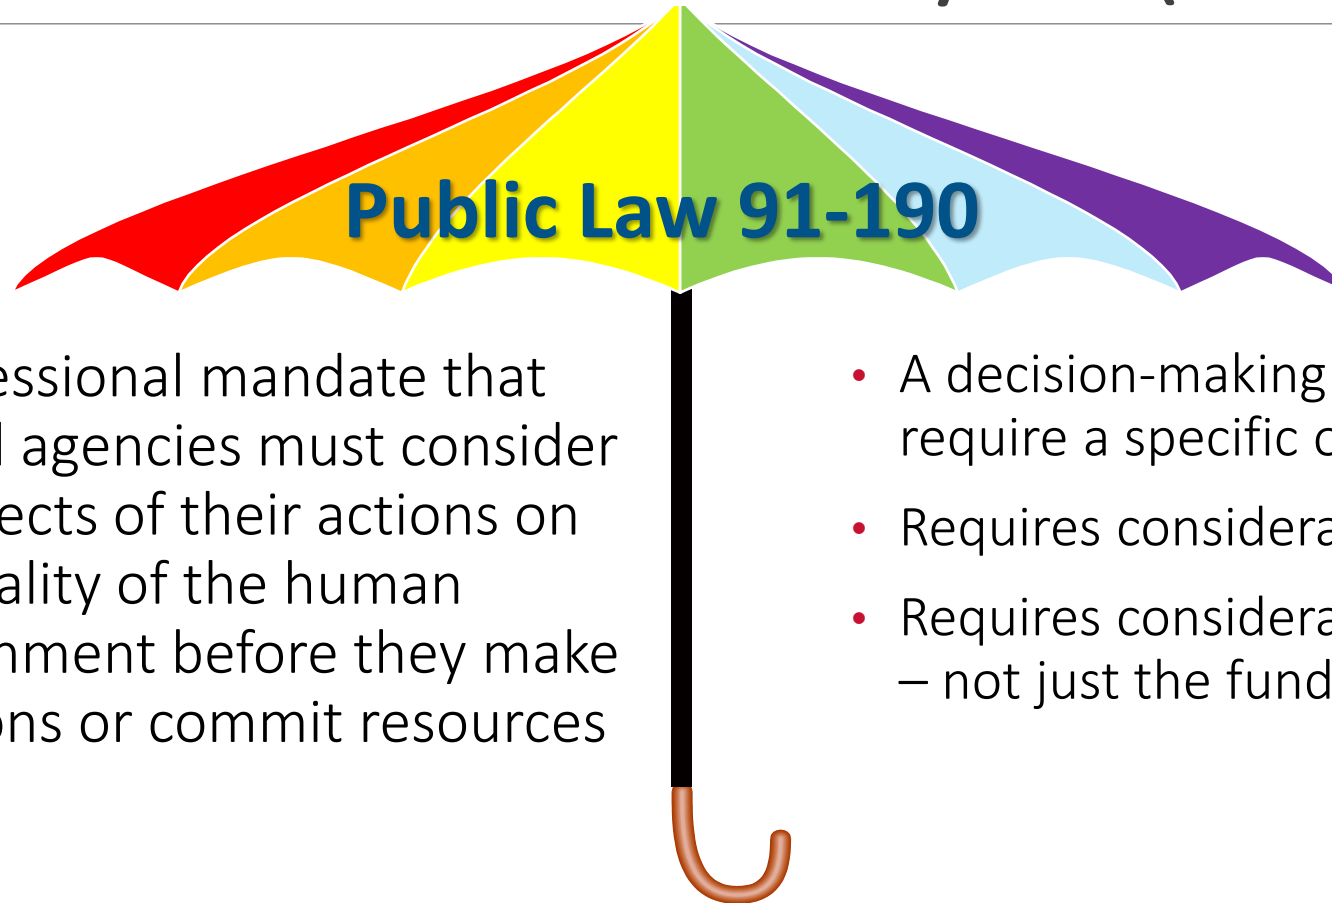 Public Law 91-190
essional mandate that
agencies must consider
ects of their actions on
ality of the human
nment before they make
ons or commit resources
• A decision-making
require a specific
• Requires considera
• Requires considera
– not just the fund